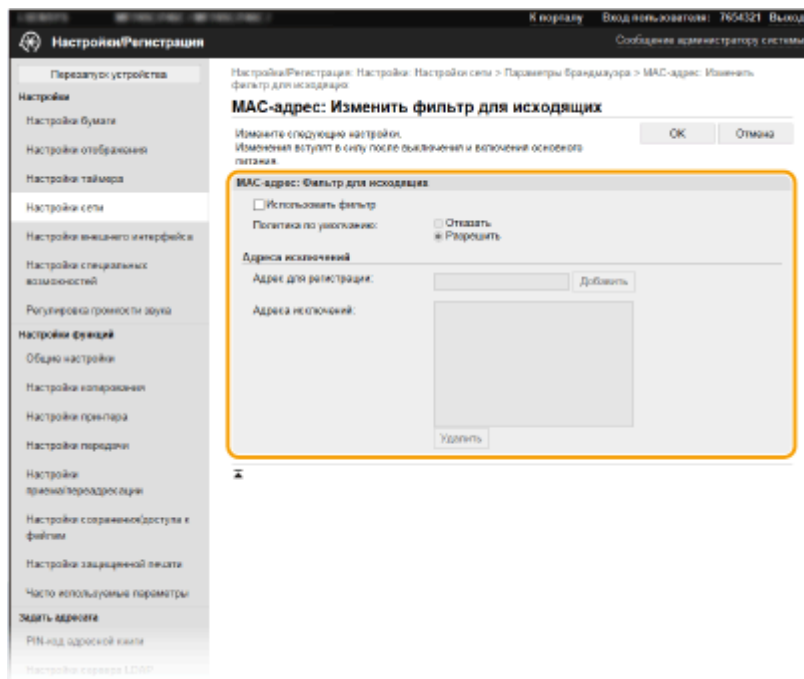 К порталу Вход пользователя: 7654321 Выход
Настройки/Регистрация
Сообщение администратору системы
Перезапуск устройства
Настройки
Настройки бумаги
Настройки отображения
Настройки таймера
Настройки сети
Настройки внешнего интерфейса
Настройки специальных
возможностей
Регулировка громкости звука
Настройки функций
Общие настройки
Настройки копирования
Настройки принтера
Настройки передачи
Настройки
приема/переадресации
Настройки сохранения/доступа к
файлам
Настройки защищенной печати
Часто используемые параметры
Задать адресата
PIN-код адресной книги
Настройки сервера LDAP
Настройки/Регистрация: Настройки: Настройки сети > Параметры брандмауэра > MAC-адрес: Изменить
фильтр для исходящих
MAC-адрес: Изменить фильтр для исходящих
Измените следующие настройки.
Изменения вступят в силу после выключения и включения основного
питания.
OK Отмена
MAC-адрес: Фильтр для исходящих
Использовать фильтр
Политика по умолчанию:
Отказать
Разрешить
Адреса исключений
Адрес для регистрации:
Добавить
Адреса исключений:
Удалить